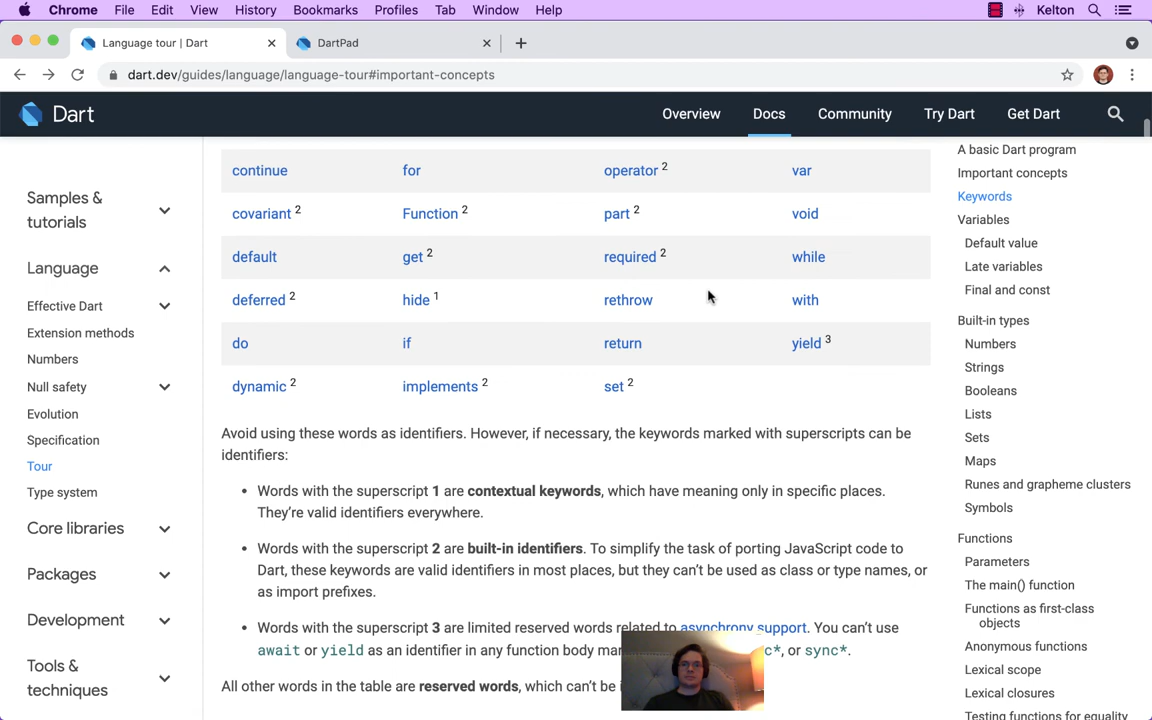 Chrome File Edit View History Bookmarks Profiles Tab Window Help Kelton
Language tour | Dart DartPad
dart.dev/guides/language/language-tour#important-concepts
Dart Overview Docs Community Try Dart Get Dart
Samples &
tutorials
Language
Effective Dart
Extension methods
Numbers
Null safety
Evolution
Specification
Tour
Type system
Core libraries
Packages
Development
Tools &
techniques
continue for operator 2 var
covariant 2 Function 2 part 2 void
default get 2 required 2 while
deferred 2 hide 1 rethrow with
do if return yield 3
dynamic 2 implements 2 set 2
Avoid using these words as identifiers. However, if necessary, the keywords marked with superscripts can be
identifiers:
• Words with the superscript 1 are contextual keywords, which have meaning only in specific places.
They’re valid identifiers everywhere.
• Words with the superscript 2 are built-in identifiers. To simplify the task of porting JavaScript code to
Dart, these keywords are valid identifiers in most places, but they can’t be used as class or type names, or
as import prefixes.
• Words with the superscript 3 are limited reserved words related to asynchrony support. You can’t use
await or yield as an identifier in any function body c*, or sync*.
All other words in the table are reserved words, which can’t be
A basic Dart program
Important concepts
Keywords
Variables
Default value
Late variables
Final and const
Built-in types
Numbers
Strings
Booleans
Lists
Sets
Maps
Runes and grapheme clusters
Symbols
Functions
Parameters
The main() function
Functions as first-class
objects
Anonymous functions
Lexical scope
Lexical closures
Testing functions for equality